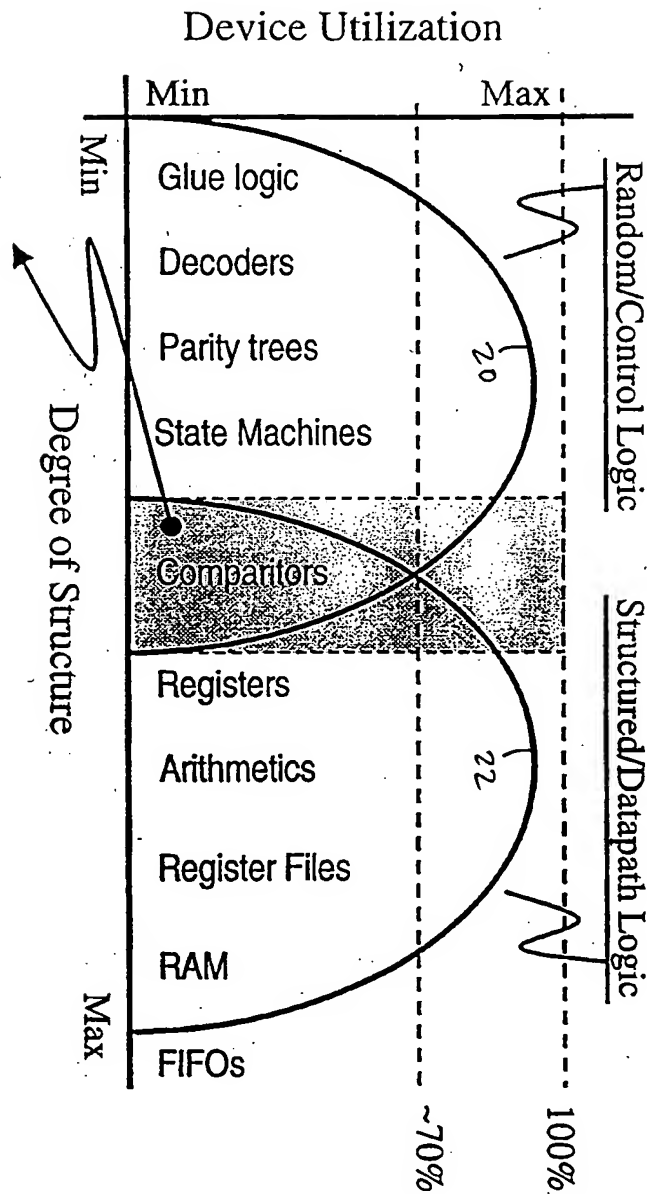 Device Utilization
Min
Max
Min
Glue logic
Decoders
Parity trees
State Machines
Comparitors
Registers
Arithmetics
Register Files
RAM
FIFOs
Max
Degree of Structure
Random/Control Logic
Structured/Datapath Logic
20
22
~70%
100%